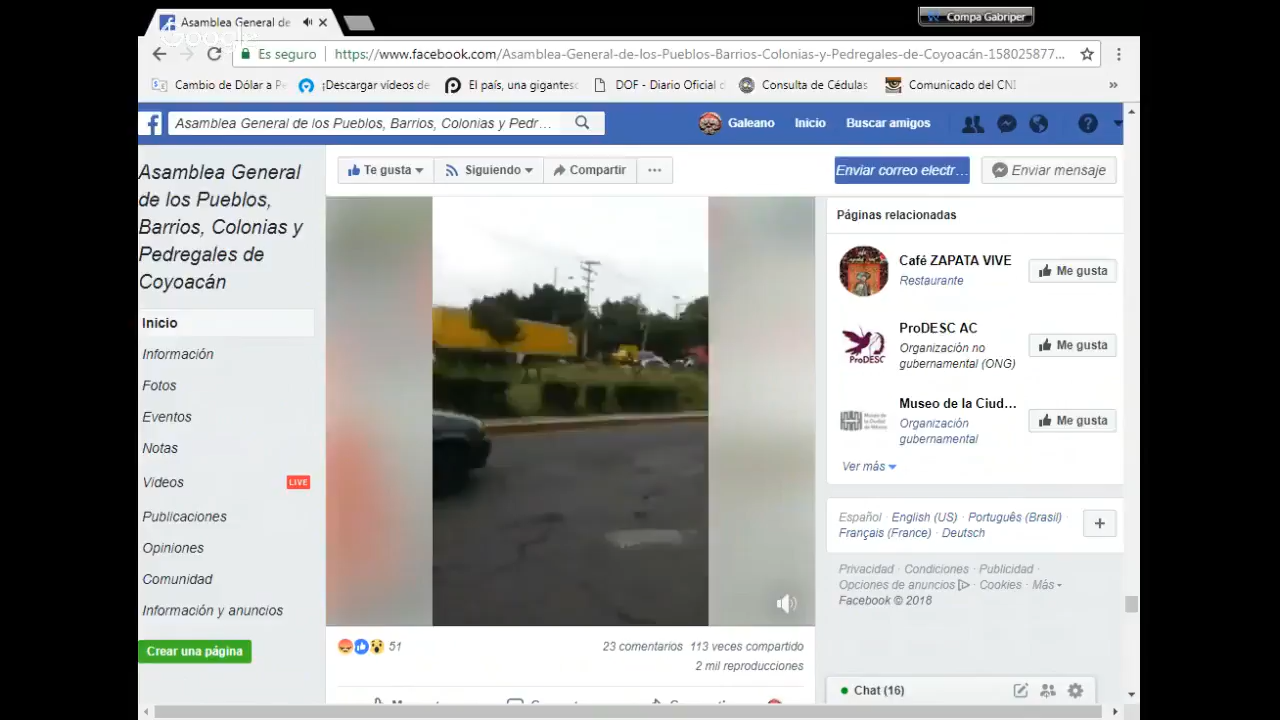 Asamblea General de
Compa Gabriper
Google
Es seguro
https://www.facebook.com/Asamblea-General-de-los-Pueblos-Barrios-Colonias-y-Pedregales-de-Coyoacán-158025877...
Cambio de Dólar a Pe
¡Descargar vídeos de
El país, una gigantesc
DOF - Diario Oficial d
Consulta de Cédulas
Comunicado del CNI
»
Asamblea General de los Pueblos, Barrios, Colonias y Pedr...
Galeano
Inicio
Buscar amigos
Asamblea General
de los Pueblos,
Barrios, Colonias y
Pedregales de
Coyoacán
Te gusta
Siguiendo
Compartir
...
Enviar correo electr...
Enviar mensaje
Inicio
Información
Fotos
Eventos
Notas
Videos
LIVE
Publicaciones
Opiniones
Comunidad
Información y anuncios
Crear una página
51
23 comentarios 113 veces compartido
2 mil reproducciones
Páginas relacionadas
Café ZAPATA VIVE
Restaurante
Me gusta
ProDESC
ProDESC AC
Organización no
gubernamental (ONG)
Me gusta
Museo de la Ciud...
Organización
gubernamental
Me gusta
Ver más
Español · English (US) · Português (Brasil) ·
Français (France) · Deutsch
+
Privacidad · Condiciones · Publicidad ·
Opciones de anuncios · Cookies · Más
Facebook © 2018
Chat (16)